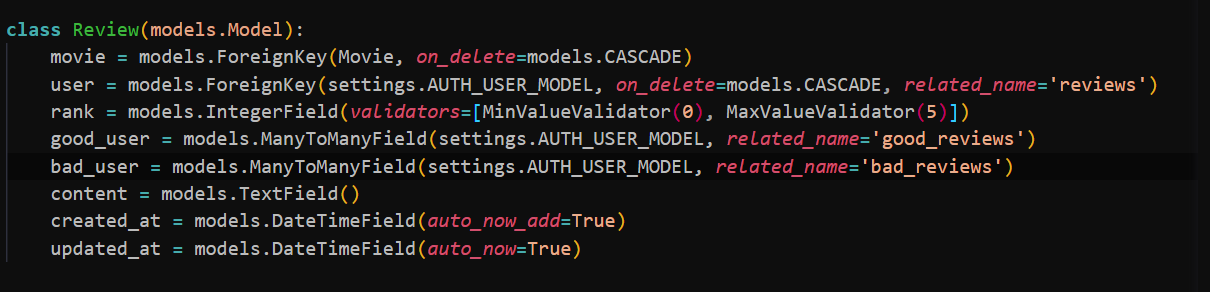 class Review(models.Model):
    movie = models.ForeignKey(Movie, on_delete=models.CASCADE)
    user = models.ForeignKey(settings.AUTH_USER_MODEL, on_delete=models.CASCADE, related_name='reviews')
    rank = models.IntegerField(validators=[MinValueValidator(0), MaxValueValidator(5)])
    good_user = models.ManyToManyField(settings.AUTH_USER_MODEL, related_name='good_reviews')
    bad_user = models.ManyToManyField(settings.AUTH_USER_MODEL, related_name='bad_reviews')
    content = models.TextField()
    created_at = models.DateTimeField(auto_now_add=True)
    updated_at = models.DateTimeField(auto_now=True)